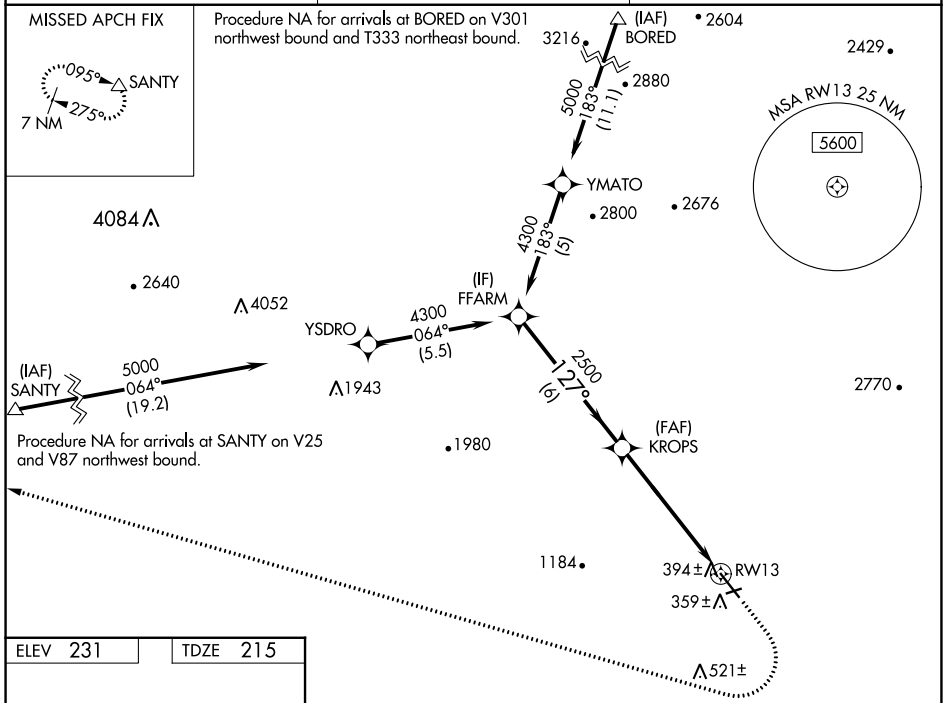 MISSED APCH FIX
095°
SANTY
275°
7 NM
Procedure NA for arrivals at BORED on V301
northwest bound and T333 northeast bound.
(IAF)
BORED
2604
3216
2429
2880
5000
183°
(11.1)
MSA RW13 25 NM
5600
YMATO
4084
2800
2676
4300
183°
(5)
2640
4052
(IF)
FFARM
YSDRO
4300
064°
(5.5)
(IAF)
SANTY
5000
064°
(19.2)
1943
2500
127°
(6)
2770
Procedure NA for arrivals at SANTY on V25
and V87 northwest bound.
1980
(FAF)
KROPS
1184
394±
RW13
359±
521±
ELEV 231
TDZE 215